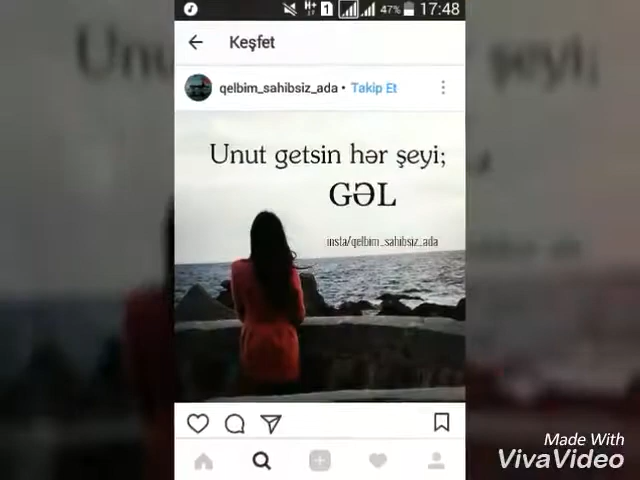 47% 17:48
Keşfet
qelbim_sahibsiz_ada • Takip Et
Unut getsin hər şeyi;
GƏL
insta/qelbim_sahibsiz_ada
Made With
VivaVideo